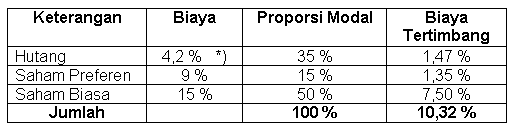 Keterangan Biaya Proporsi Modal Biaya Tertimbang
Hutang 4,2 % *) 35 % 1,47 %
Saham Preferen 9 % 15 % 1,35 %
Saham Biasa 15 % 50 % 7,50 %
Jumlah 100 % 10,32 %